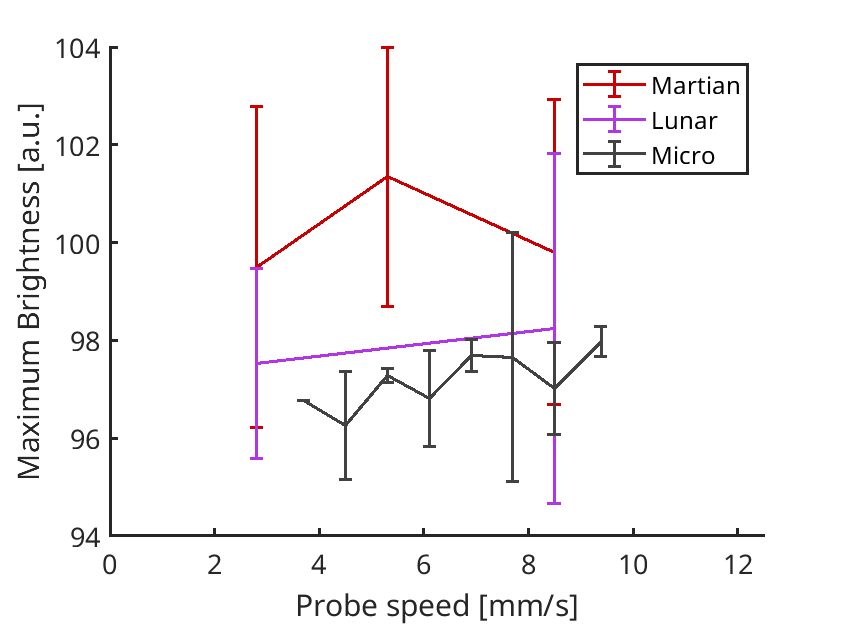 104
102
100
98
96
94
0 2 4 6 8 10 12
Maximum Brightness [a.u.]
Probe speed [mm/s]
Martian
Lunar
Micro